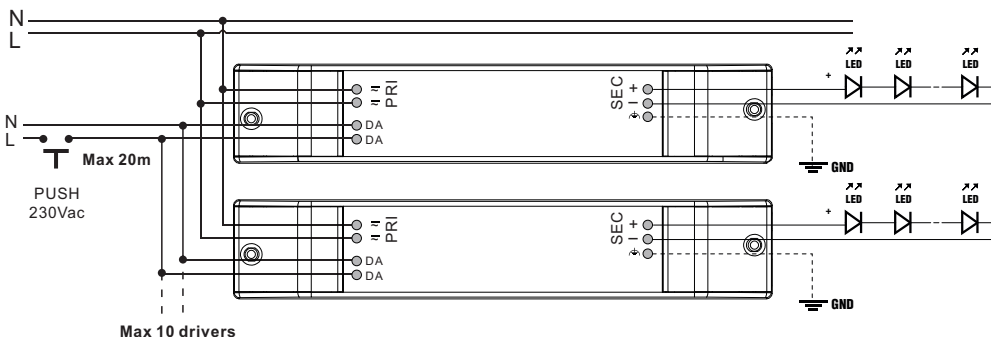 N
L
LED LED LED
+
PRI
SEC
+
−
DA
DA
N
L
Max 20m
PUSH
230Vac
GND
LED LED LED
+
PRI
SEC
+
−
DA
DA
GND
Max 10 drivers